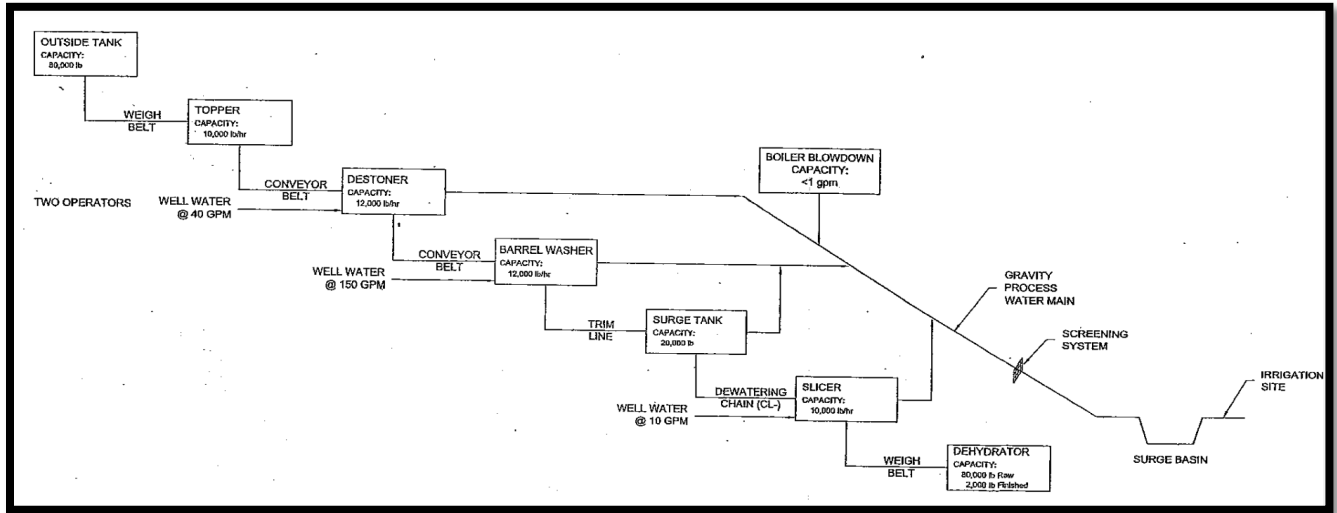 OUTSIDE TANK
CAPACITY:
80,000 lb
WEIGH
BELT
TOPPER
CAPACITY:
10,000 lb/hr
TWO OPERATORS
CONVEYOR
BELT
WELL WATER
@ 40 GPM
DESTONER
CAPACITY:
12,000 lb/hr
BOILER BLOWDOWN
CAPACITY:
<1 gpm
CONVEYOR
BELT
WELL WATER
@ 150 GPM
BARREL WASHER
CAPACITY:
12,000 lb/hr
GRAVITY
PROCESS
WATER MAIN
TRIM
LINE
SURGE TANK
CAPACITY:
20,000 lb
SCREENING
SYSTEM
DEWATERING
CHAIN (CL-)
WELL WATER
@ 10 GPM
SLICER
CAPACITY:
10,000 lb/hr
IRRIGATION
SITE
SURGE BASIN
WEIGH
BELT
DEHYDRATOR
CAPACITY:
80,000 lb Raw
2,000 lb Finished